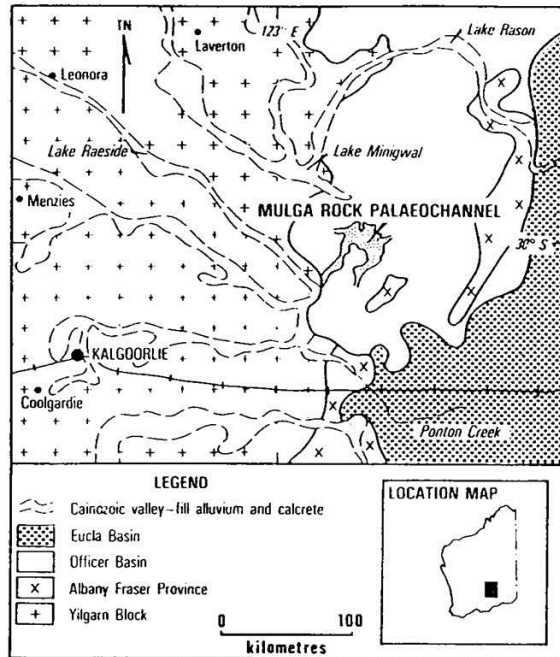 TN
Laverton
123° E
Lake Rason
Leonora
Lake Raeside
Lake Minigwal
Menzies
MULGA ROCK PALAEOCHANNEL
30° S
KALGOORLIE
Coolgardie
Ponton Creek
LEGEND
Cainozoic valley-fill alluvium and calcrete
Eucla Basin
Officer Basin
Albany Fraser Province
Yilgarn Block
0 100
kilometres
LOCATION MAP